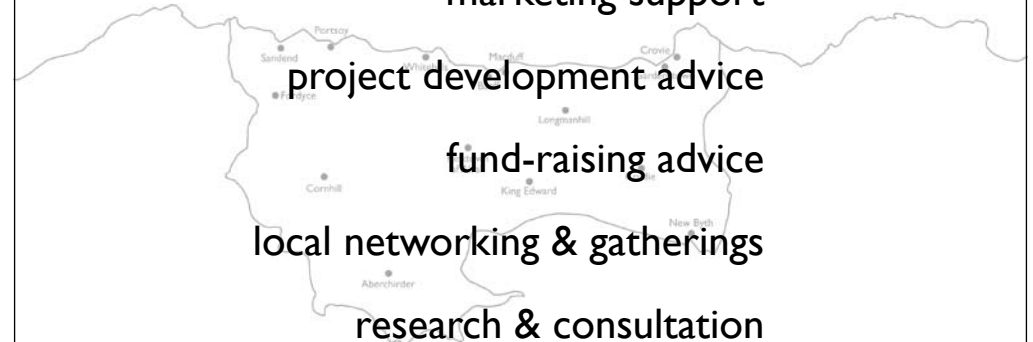 marketing support
Portsoy
Sandend
Crovie
Macduff
project development advice
Fordyce
Longmanhill
fund-raising advice
Cornhill
King Edward
New Byth
local networking & gatherings
Aberchirder
research & consultation